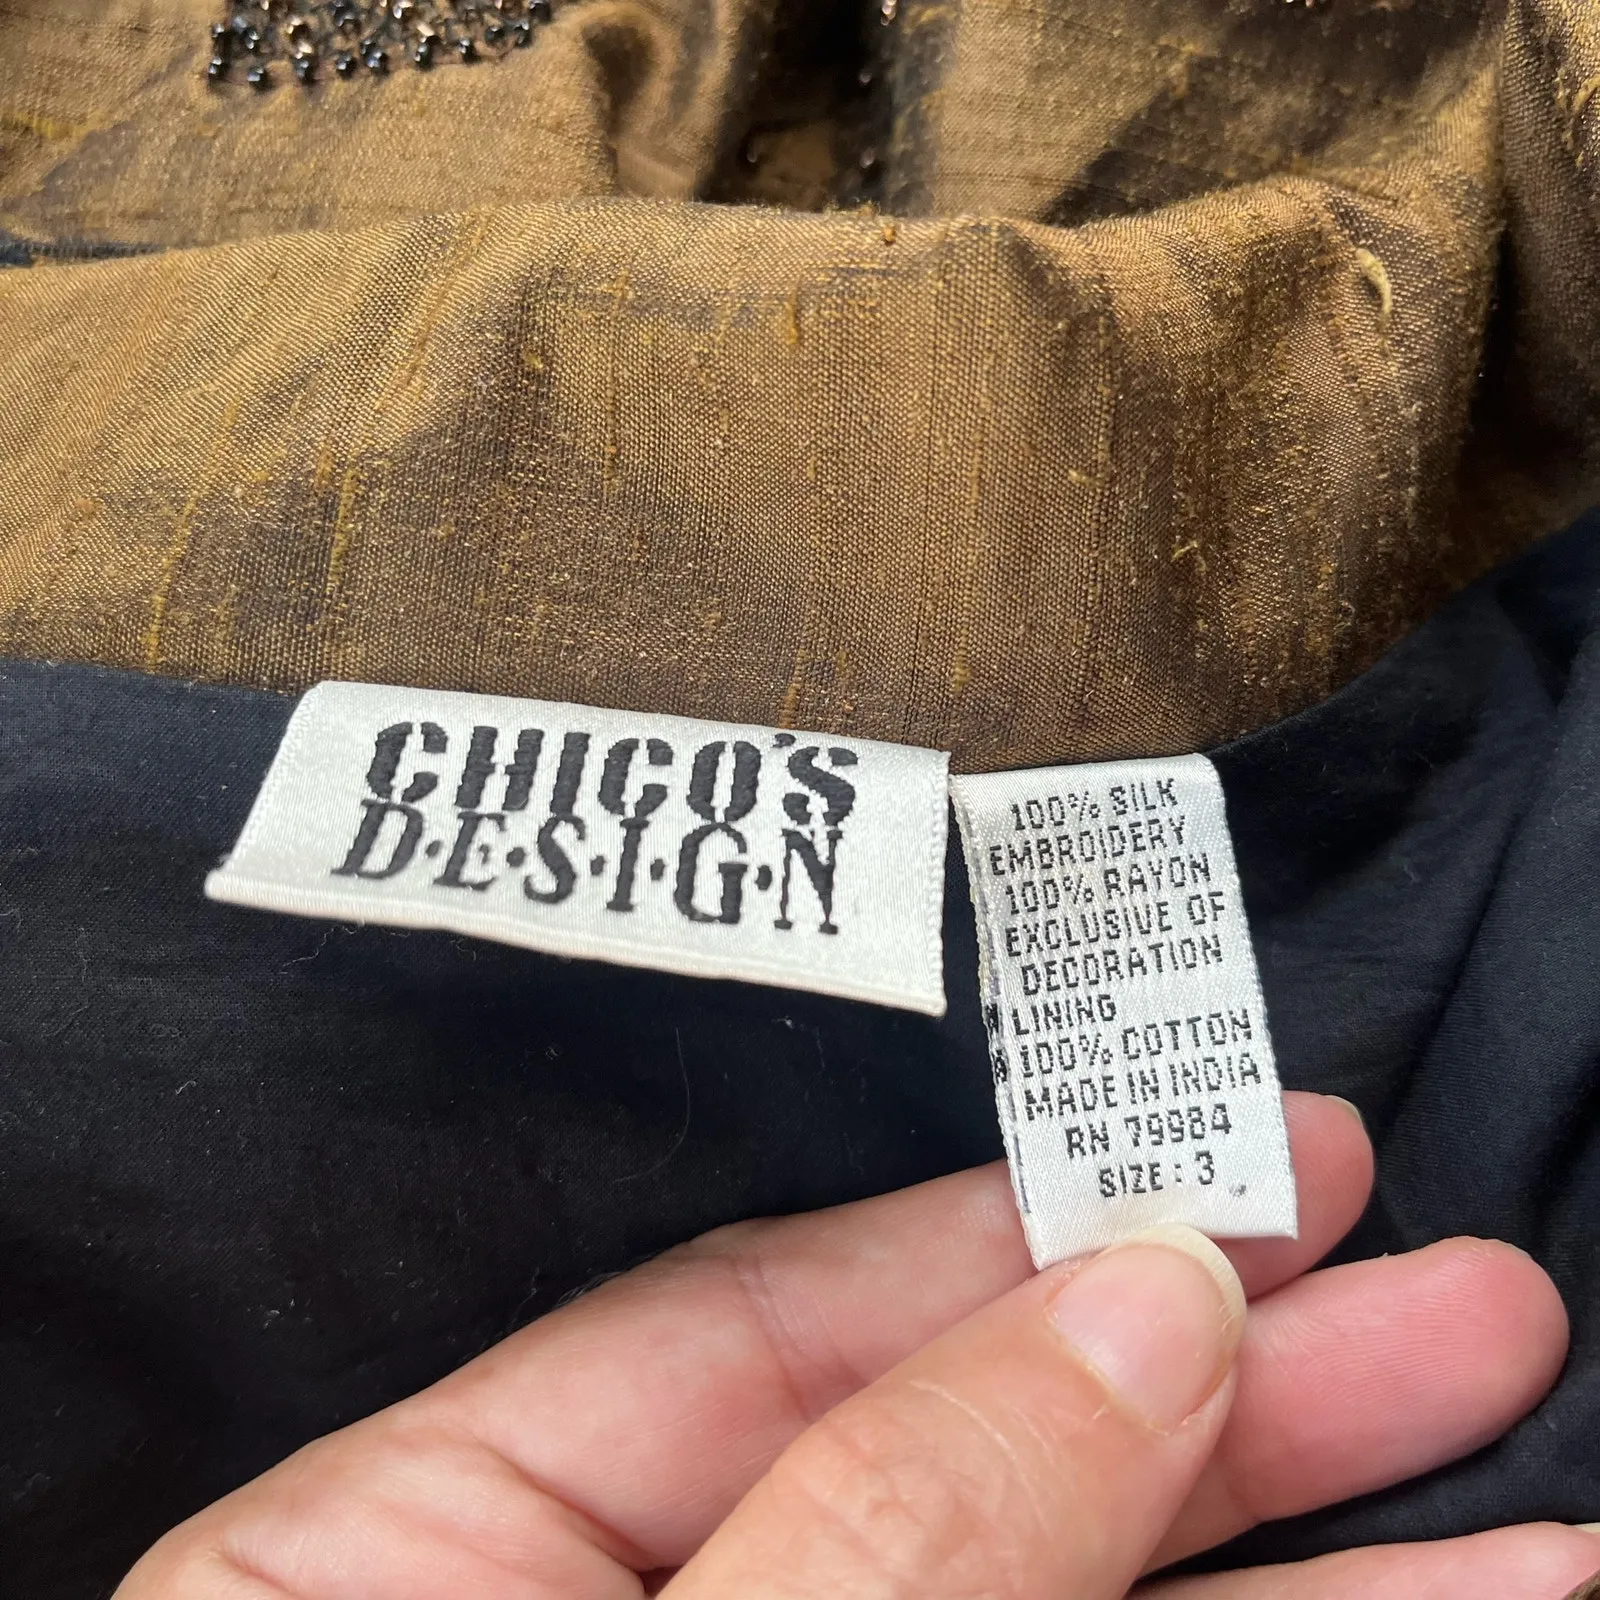 CHICO'S
D·E·S·I·G·N
100% SILK
EMBROIDERY
100% RAYON
EXCLUSIVE OF
DECORATION
LINING
100% COTTON
MADE IN INDIA
RN 79984
SIZE: 3